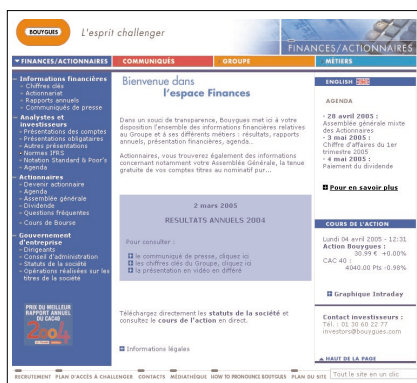 BOUYGUES
L'esprit challenger
FINANCES/ACTIONNAIRES
FINANCES/ACTIONNAIRES
COMMUNIQUÉS
GROUPE
MÉTIERS
Informations financières
- Chiffres clés
- Actionnariat
- Rapports annuels
- Communiqués de presse
Analystes et
investisseurs
- Présentations des comptes
- Présentations obligataires
- Autres présentations
- Normes IFRS
- Notation Standard & Poor's
- Agenda
Actionnaires
- Devenir actionnaire
- Agenda
- Assemblée générale
- Dividende
- Questions fréquentes
- Cours de Bourse
Gouvernement
d'entreprise
- Dirigeants
- Conseil d'administration
- Statuts de la société
- Opérations réalisées sur les
titres de la société
PRIX DU MEILLEUR
RAPPORT ANNUEL
DU CAC40
2004
Bienvenue dans
l'espace Finances
Dans un souci de transparence, Bouygues met ici à votre
disposition l'ensemble des informations financières relatives
au Groupe et à ses différents métiers : résultats, rapports
annuels, présentation financières, agenda...
Actionnaires, vous trouverez également des informations
concernant notamment votre Assemblée Générale, la tenue
gratuite de vos comptes titres au nominatif pur...
2 mars 2005
RESULTATS ANNUELS 2004
Pour consulter :
le communiqué de presse, cliquez ici
les chiffres clés du Groupe, cliquez ici
la présentation en vidéo en différé
Téléchargez directement les statuts de la société et
consultez le cours de l'action en direct.
Informations légales
ENGLISH
AGENDA
- 28 avril 2005 :
Assemblée générale mixte
des Actionnaires
- 3 mai 2005 :
Chiffre d'affaires du 1er
trimestre 2005
- 4 mai 2005 :
Paiement du dividende
Pour en savoir plus
COURS DE L'ACTION
Lundi 04 avril 2005 - 12:31
Action Bouygues :
30.99 € +0.00%
CAC 40 :
4040.00 Pts -0.98%
Graphique Intraday
Contact investisseurs :
Tél. : 01 30 60 22 77
investors@bouygues.com
HAUT DE LA PAGE
RECRUTEMENT PLAN D'ACCÈS À CHALLENGER CONTACTS MÉDIATHÈQUE HOW TO PRONOUNCE BOUYGUES PLAN DU SITE Tout le site en un clic